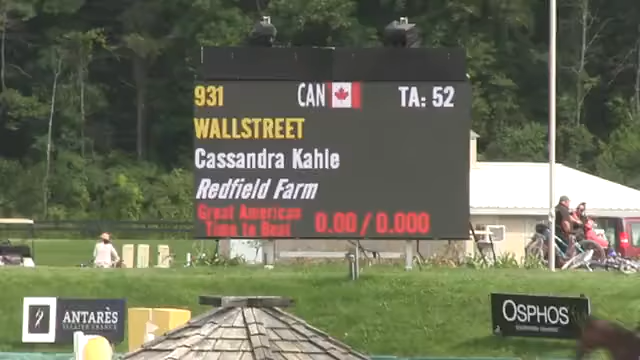 931 CAN TA: 52
WALLSTREET
Cassandra Kahle
Redfield Farm
Great American
Time to Beat 0.00 / 0.000
ANTARÈS
OSPHOS